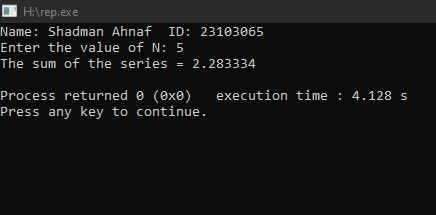 H:\rep.exe
Name: Shadman Ahnaf  ID: 23103065
Enter the value of N: 5
The sum of the series = 2.283334
Process returned 0 (0x0)   execution time : 4.128 s
Press any key to continue.